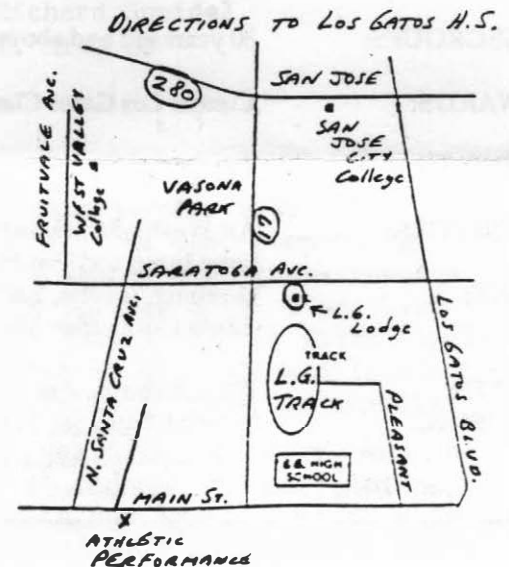 DIRECTIONS TO LOS GATOS H.S.
280
SAN JOSE
SAN
JOSE
CITY
College
FRUITVALE AVE.
WEST VALLEY
College
VASONA
PARK
17
SARATOGA AVE.
L.G.
Lodge
N. SANTA CRUZ AVE.
LOS GATOS BLVD.
TRACK
L.G.
TRACK
PLEASANT
HIGH
SCHOOL
MAIN ST.
X
ATHLETIC
PERFORMANCE